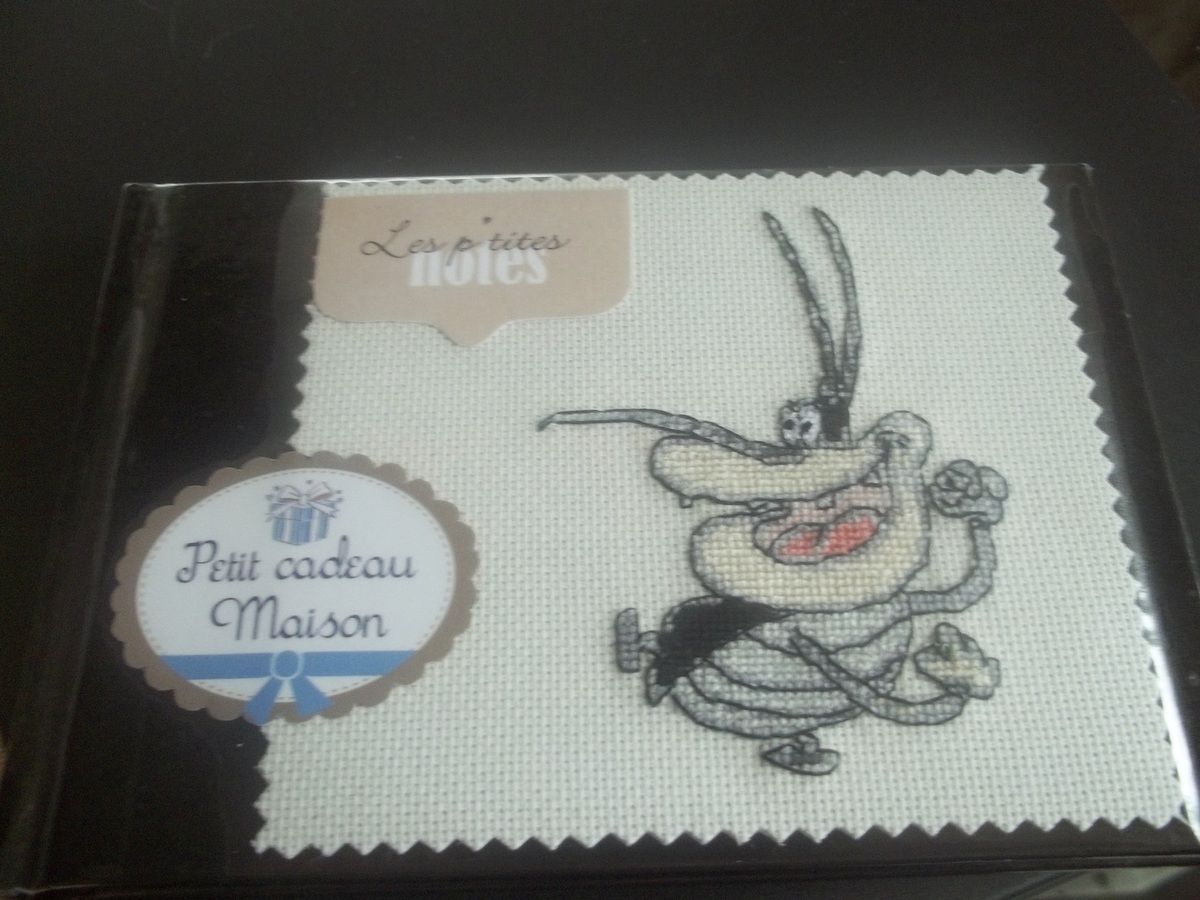 Les p'tites
notes
Petit cadeau
Maison